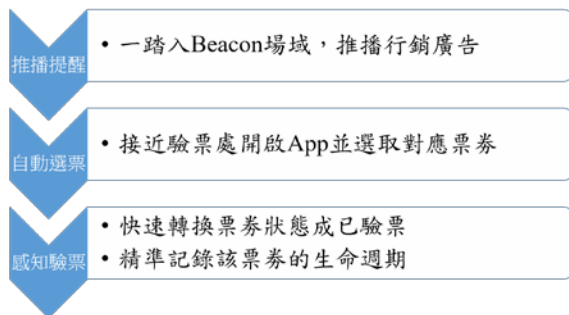 推播提醒
• 一踏入Beacon場域，推播行銷廣告
自動選票
• 接近驗票處開啟App並選取對應票券
感知驗票
• 快速轉換票券狀態成已驗票
• 精準記錄該票券的生命週期